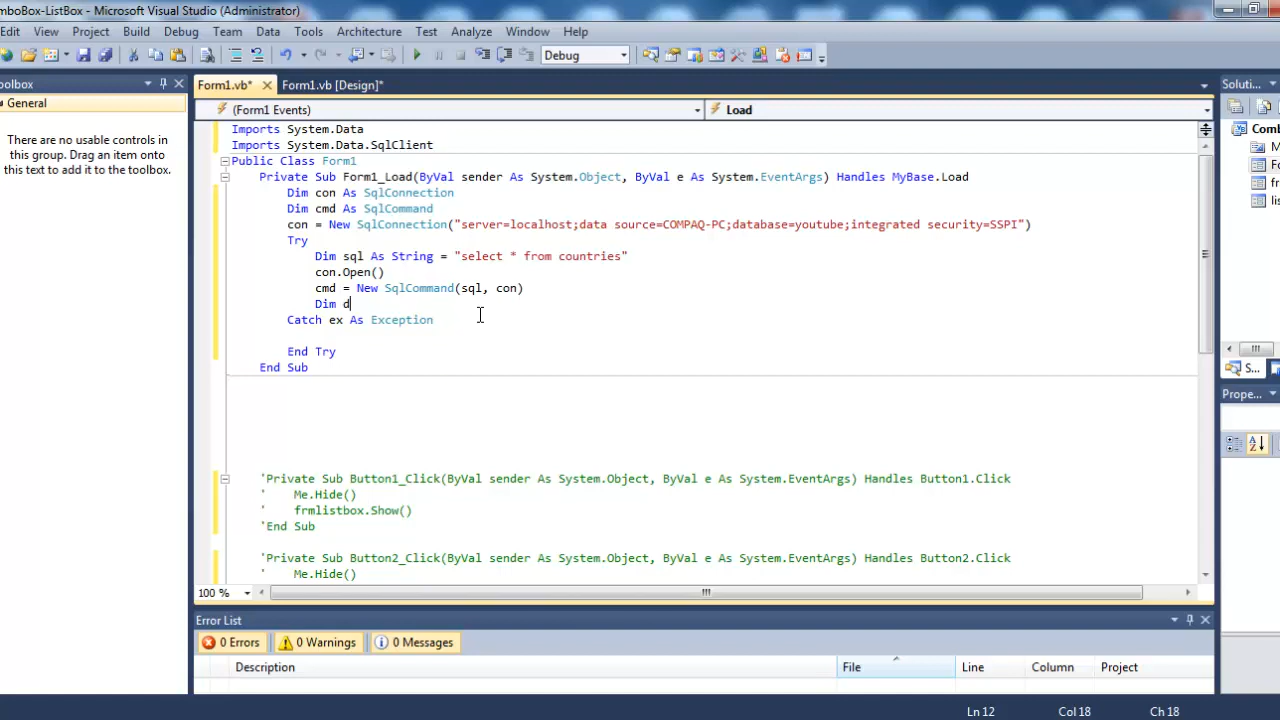 mboBox-ListBox - Microsoft Visual Studio (Administrator)
Edit View Project Build Debug Team Data Tools Architecture Test Analyze Window Help
Debug
oolbox
General
There are no usable controls in
this group. Drag an item onto
this text to add it to the toolbox.
Form1.vb* Form1.vb [Design]*
(Form1 Events) Load
Imports System.Data
Imports System.Data.SqlClient
Public Class Form1
Private Sub Form1_Load(ByVal sender As System.Object, ByVal e As System.EventArgs) Handles MyBase.Load
Dim con As SqlConnection
Dim cmd As SqlCommand
con = New SqlConnection("server=localhost;data source=COMPAQ-PC;database=youtube;integrated security=SSPI")
Try
Dim sql As String = "select * from countries"
con.Open()
cmd = New SqlCommand(sql, con)
Dim d
Catch ex As Exception
End Try
End Sub
'Private Sub Button1_Click(ByVal sender As System.Object, ByVal e As System.EventArgs) Handles Button1.Click
' Me.Hide()
' frmlistbox.Show()
'End Sub
'Private Sub Button2_Click(ByVal sender As System.Object, ByVal e As System.EventArgs) Handles Button2.Click
' Me.Hide()
100 %
Error List
0 Errors 0 Warnings 0 Messages
Description File Line Column Project
Soluti...
Comb
M
Fo
fr
lis
S...
Prope...
Ln 12 Col 18 Ch 18